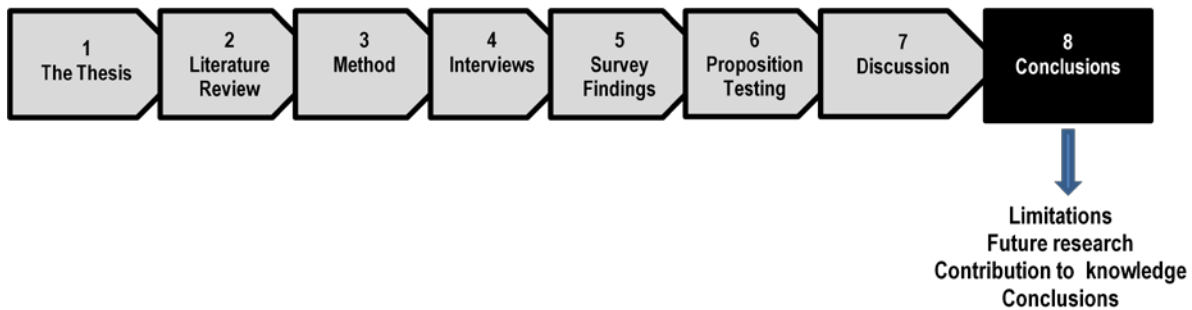 1
The Thesis
2
Literature
Review
3
Method
4
Interviews
5
Survey
Findings
6
Proposition
Testing
7
Discussion
8
Conclusions
Limitations
Future research
Contribution to knowledge
Conclusions